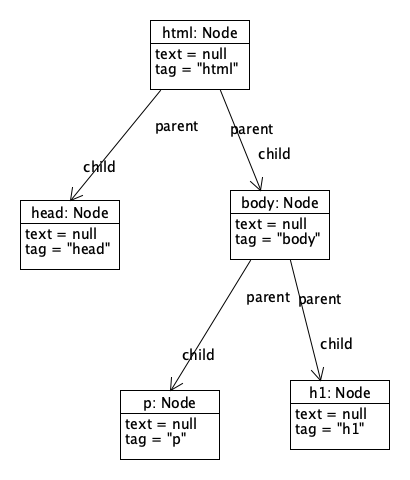 html: Node
text = null
tag = "html"
parent
parent
child
child
head: Node
text = null
tag = "head"
body: Node
text = null
tag = "body"
parent
parent
child
child
p: Node
text = null
tag = "p"
h1: Node
text = null
tag = "h1"